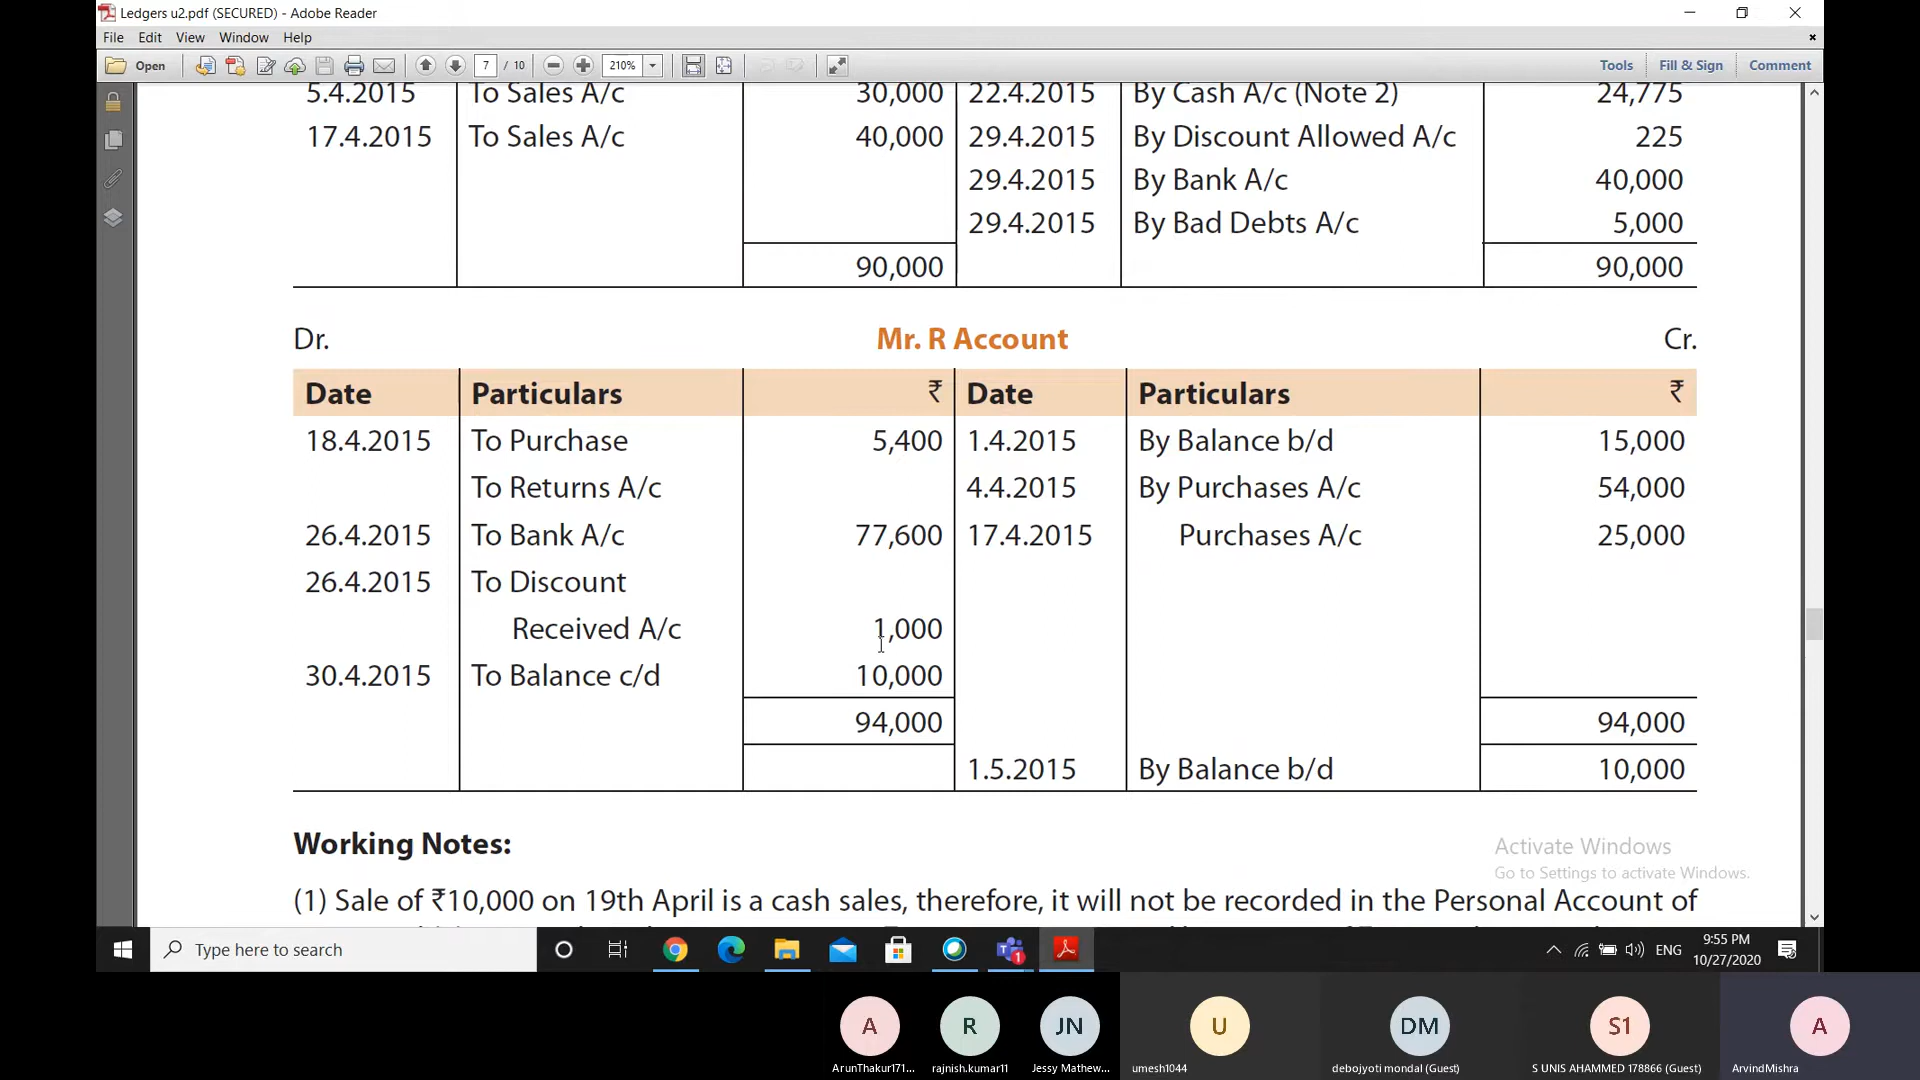 Ledgers u2.pdf (SECURED) - Adobe Reader
File Edit View Window Help
Open 7 / 10 210% Tools Fill & Sign Comment
5.4.2015 To Sales A/c 30,000 22.4.2015 By Cash A/c (Note 2) 24,775
17.4.2015 To Sales A/c 40,000 29.4.2015 By Discount Allowed A/c 225
29.4.2015 By Bank A/c 40,000
29.4.2015 By Bad Debts A/c 5,000
90,000 90,000
Dr. Mr. R Account Cr.
Date Particulars ₹ Date Particulars ₹
18.4.2015 To Purchase 5,400 1.4.2015 By Balance b/d 15,000
To Returns A/c 4.4.2015 By Purchases A/c 54,000
26.4.2015 To Bank A/c 77,600 17.4.2015 Purchases A/c 25,000
26.4.2015 To Discount
Received A/c 1,000
30.4.2015 To Balance c/d 10,000
94,000 94,000
1.5.2015 By Balance b/d 10,000
Working Notes:
Activate Windows
Go to Settings to activate Windows.
(1) Sale of ₹10,000 on 19th April is a cash sales, therefore, it will not be recorded in the Personal Account of
Type here to search 1 ENG 9:55 PM
10/27/2020
A R JN U DM S1 A
ArunThakur171... rajnish.kumar11 Jessy Mathew... umesh1044 debojyoti mondal (Guest) S UNIS AHAMMED 178866 (Guest) ArvindMishra